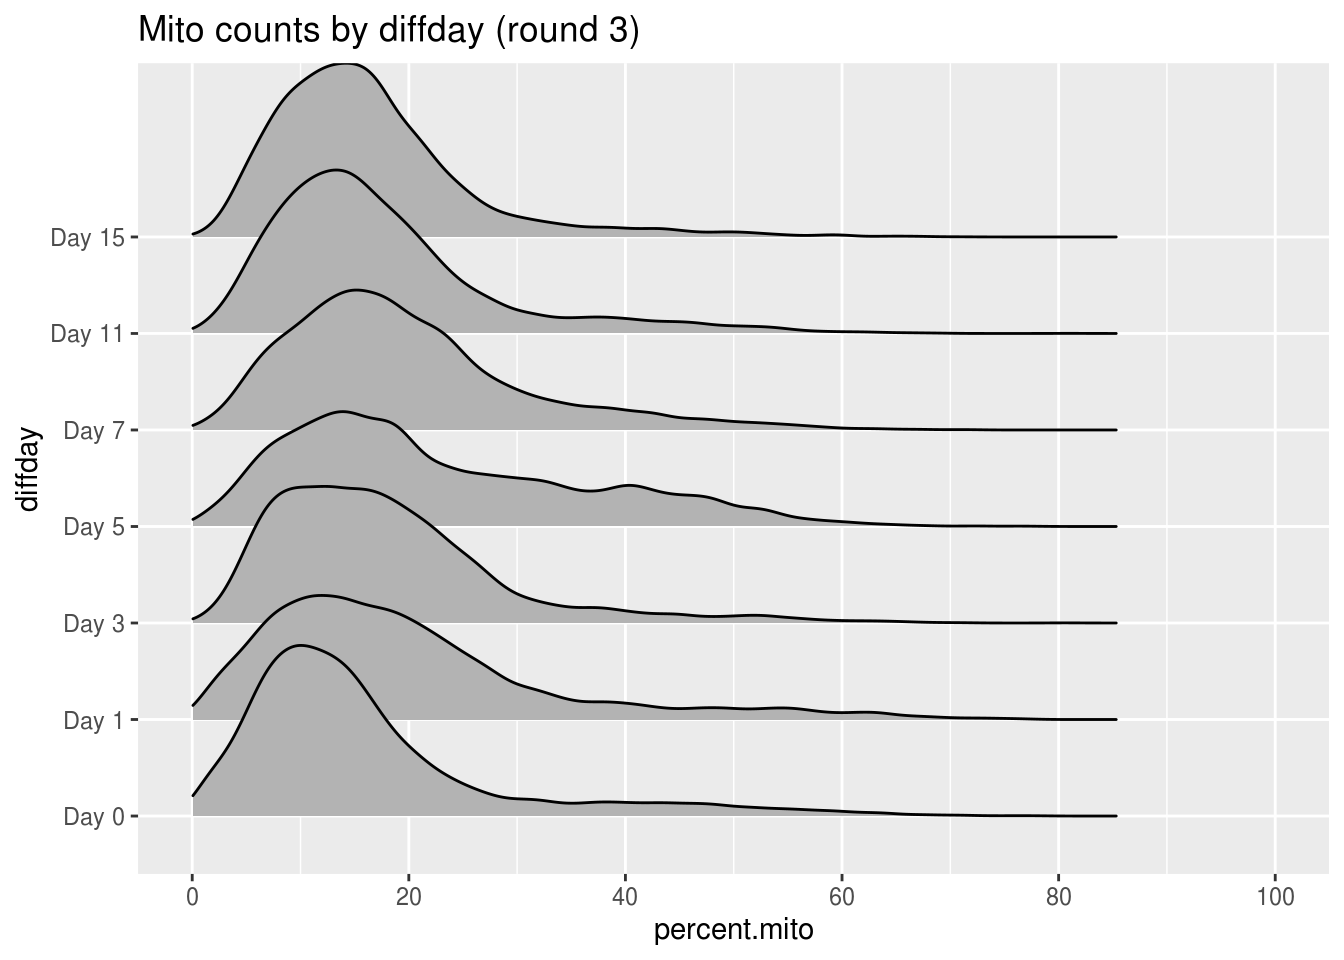 Mito counts by diffday (round 3)
Day 15
Day 11
Day 7
Day 5
Day 3
Day 1
Day 0
diffday
0 20 40 60 80 100
percent.mito